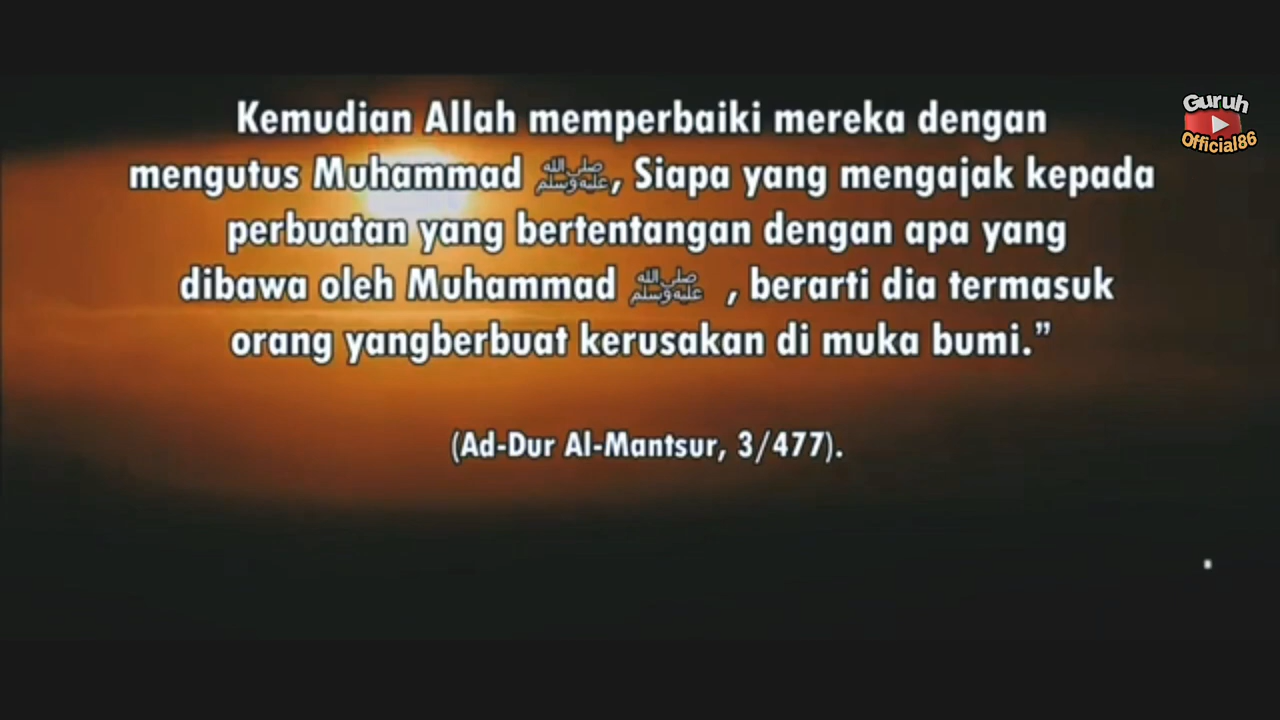 Kemudian Allah memperbaiki mereka dengan
mengutus Muhammad ﷺ, Siapa yang mengajak kepada
perbuatan yang bertentangan dengan apa yang
dibawa oleh Muhammad ﷺ , berarti dia termasuk
orang yangberbuat kerusakan di muka bumi.”
(Ad-Dur Al-Mantsur, 3/477).
Guruh
Official86